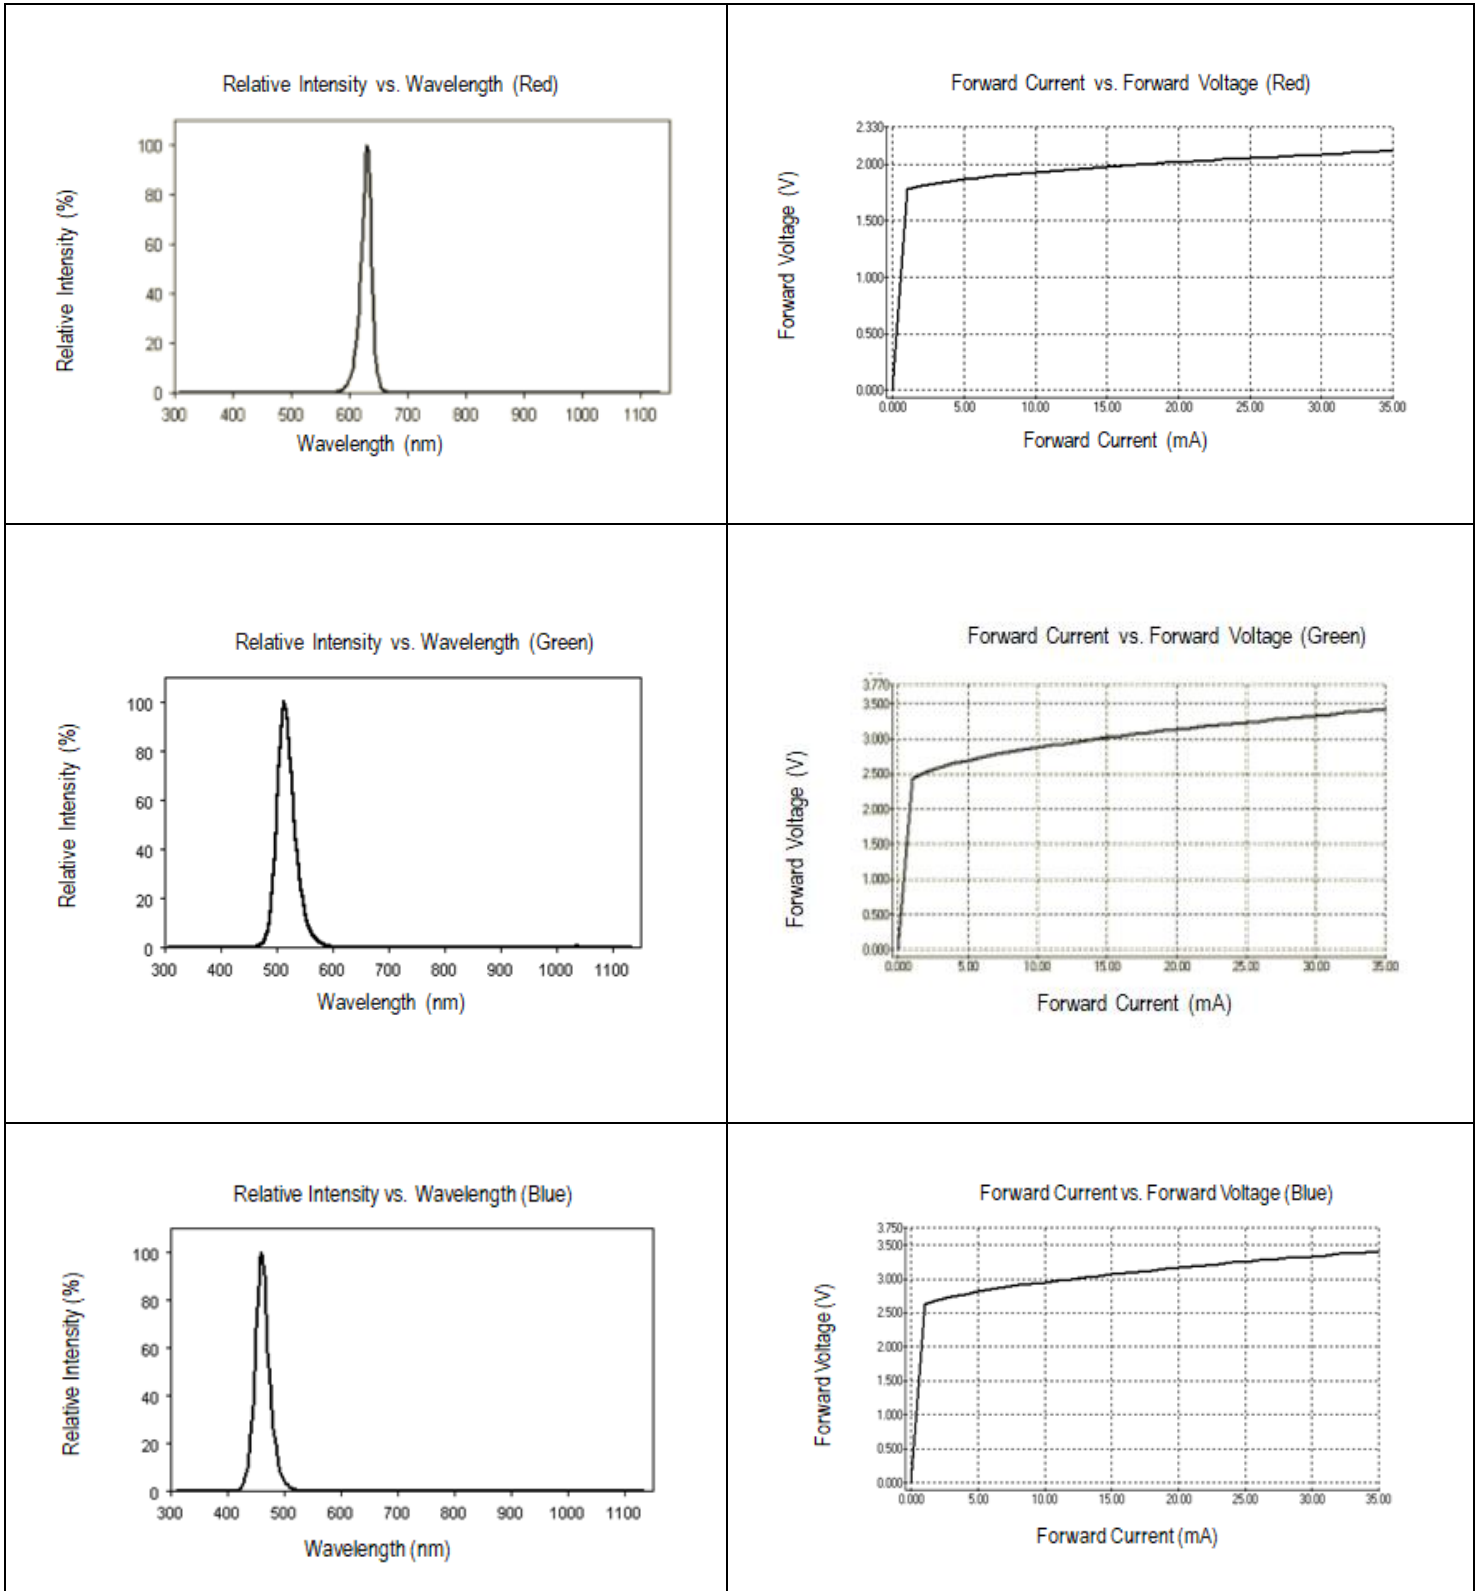 Relative Intensity vs. Wavelength (Red)
Relative Intensity (%)
100
80
60
40
20
0
300 400 500 600 700 800 900 1000 1100
Wavelength (nm)
Forward Current vs. Forward Voltage (Red)
Forward Voltage (V)
2.330
2.000
1.500
1.000
0.500
0.000
0.000 5.00 10.00 15.00 20.00 25.00 30.00 35.00
Forward Current (mA)
Relative Intensity vs. Wavelength (Green)
Relative Intensity (%)
100
80
60
40
20
0
300 400 500 600 700 800 900 1000 1100
Wavelength (nm)
Forward Current vs. Forward Voltage (Green)
Forward Voltage (V)
3.770
3.500
3.000
2.500
2.000
1.500
1.000
0.500
0.000
0.000 5.00 10.00 15.00 20.00 25.00 30.00 35.00
Forward Current (mA)
Relative Intensity vs. Wavelength (Blue)
Relative Intensity (%)
100
80
60
40
20
0
300 400 500 600 700 800 900 1000 1100
Wavelength (nm)
Forward Current vs. Forward Voltage (Blue)
Forward Voltage (V)
3.750
3.500
3.000
2.500
2.000
1.500
1.000
0.500
0.000
0.000 5.00 10.00 15.00 20.00 25.00 30.00 35.00
Forward Current (mA)